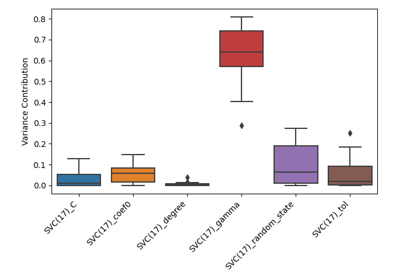 Variance Contribution
0.8
0.7
0.6
0.5
0.4
0.3
0.2
0.1
0.0
SVC(17)_C
SVC(17)_coef0
SVC(17)_degree
SVC(17)_gamma
SVC(17)_random_state
SVC(17)_tol